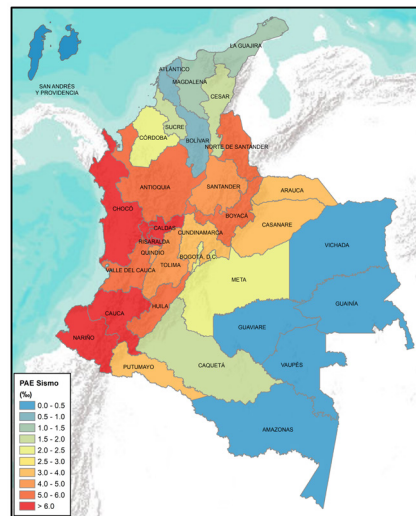 LA GUAJIRA
ATLÁNTICO
SAN ANDRÉS
Y PROVIDENCIA
MAGDALENA
CESAR
SUCRE
CÓRDOBA
BOLÍVAR
NORTE DE SANTANDER
ANTIOQUIA
SANTANDER
ARAUCA
CHOCÓ
BOYACÁ
CALDAS
CASANARE
CUNDINAMARCA
RISARALDA
VICHADA
QUINDÍO
BOGOTÁ, D.C.
TOLIMA
VALLE DEL CAUCA
META
GUAINÍA
HUILA
CAUCA
GUAVIARE
NARIÑO
VAUPÉS
CAQUETÁ
PUTUMAYO
AMAZONAS
PAE Sismo
(‰)
0.0 - 0.5
0.5 - 1.0
1.0 - 1.5
1.5 - 2.0
2.0 - 2.5
2.5 - 3.0
3.0 - 4.0
4.0 - 5.0
5.0 - 6.0
> 6.0